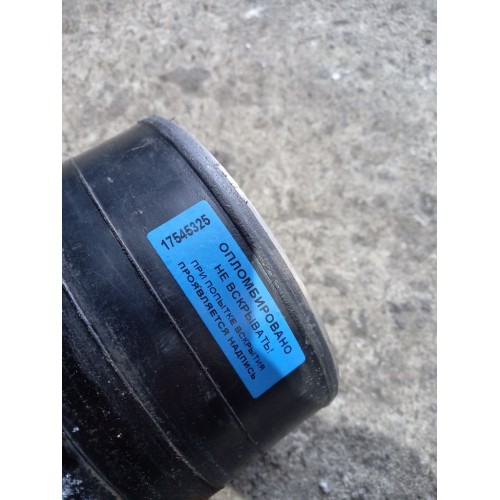 17545325
ОПЛОМБИРОВАНО
НЕ ВСКРЫВАТЬ!
ПРИ ПОПЫТКЕ ВСКРЫТИЯ
ПРОЯВЛЯЕТСЯ НАДПИСЬ